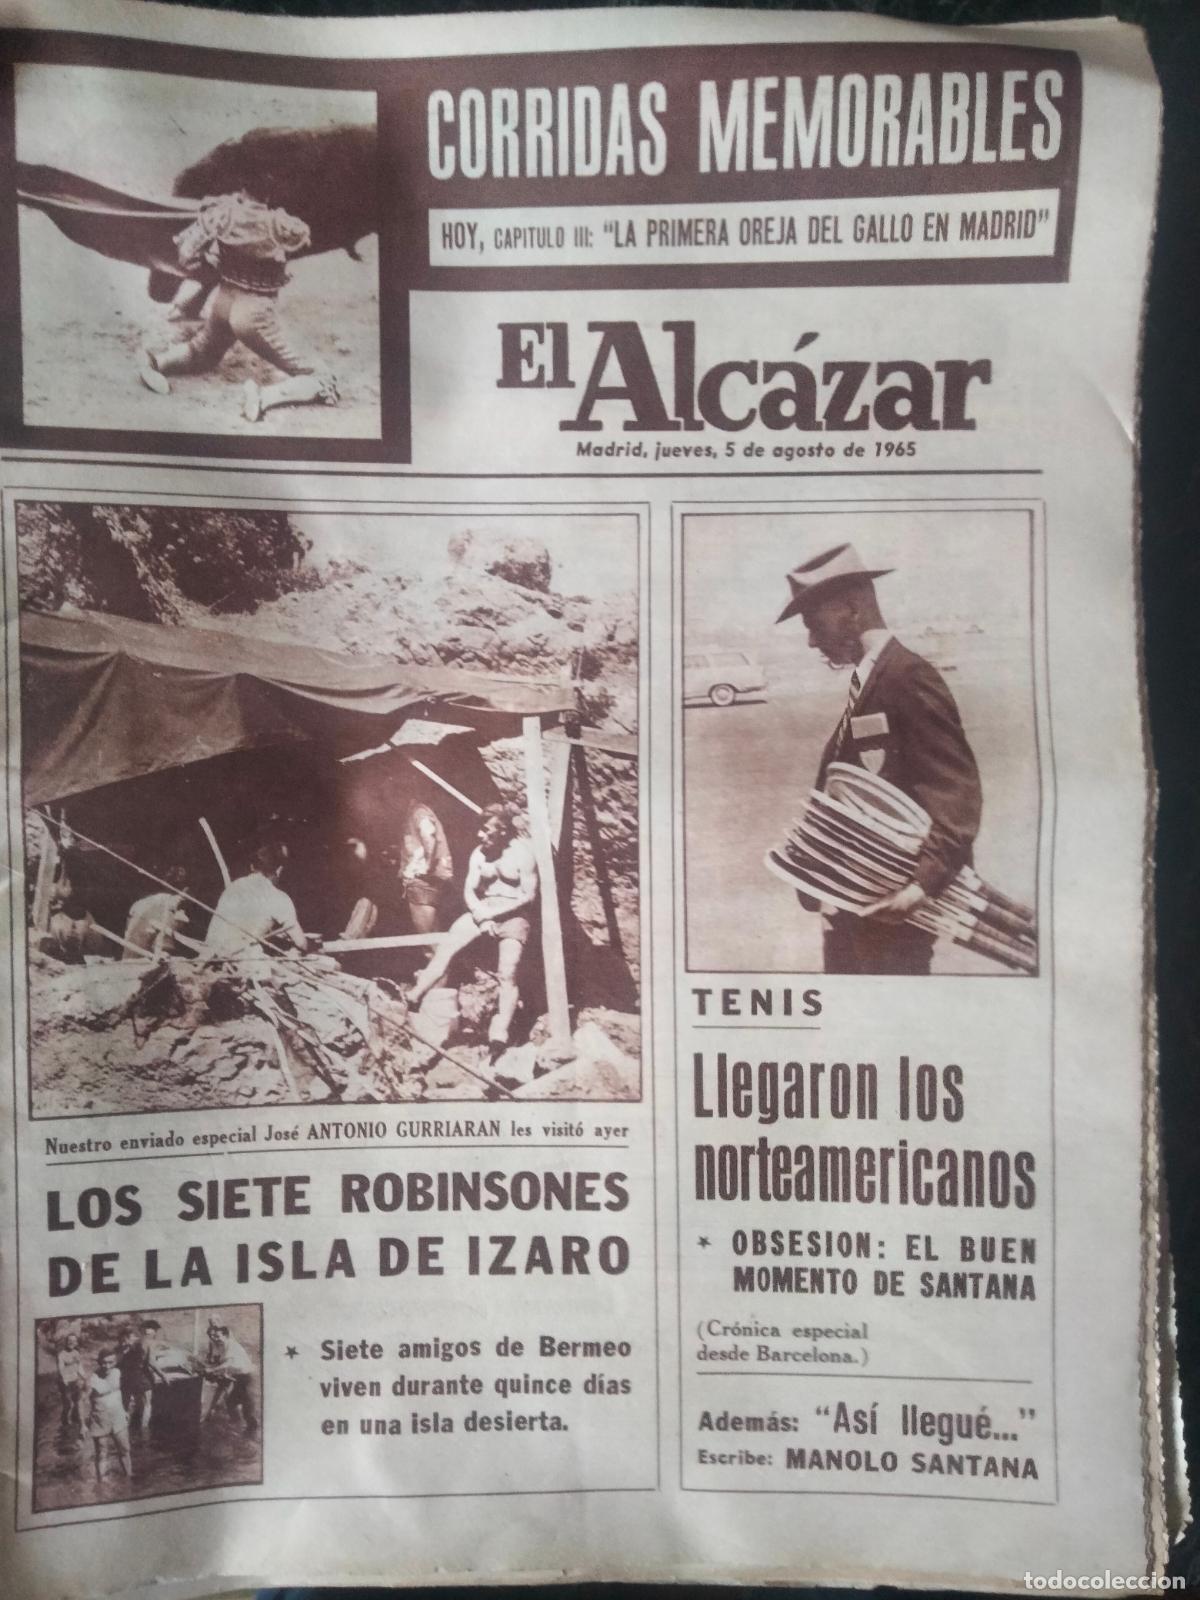 CORRIDAS MEMORABLES
HOY, CAPITULO III: "LA PRIMERA OREJA DEL GALLO EN MADRID"
El Alcázar
Madrid, jueves, 5 de agosto de 1965
Nuestro enviado especial José ANTONIO GURRIARAN les visitó ayer
LOS SIETE ROBINSONES
DE LA ISLA DE IZARO
★ Siete amigos de Bermeo
viven durante quince días
en una isla desierta.
TENIS
Llegaron los
norteamericanos
★ OBSESION: EL BUEN
MOMENTO DE SANTANA
(Crónica especial
desde Barcelona.)
Además: "Así llegué..."
Escribe: MANOLO SANTANA
todocoleccion